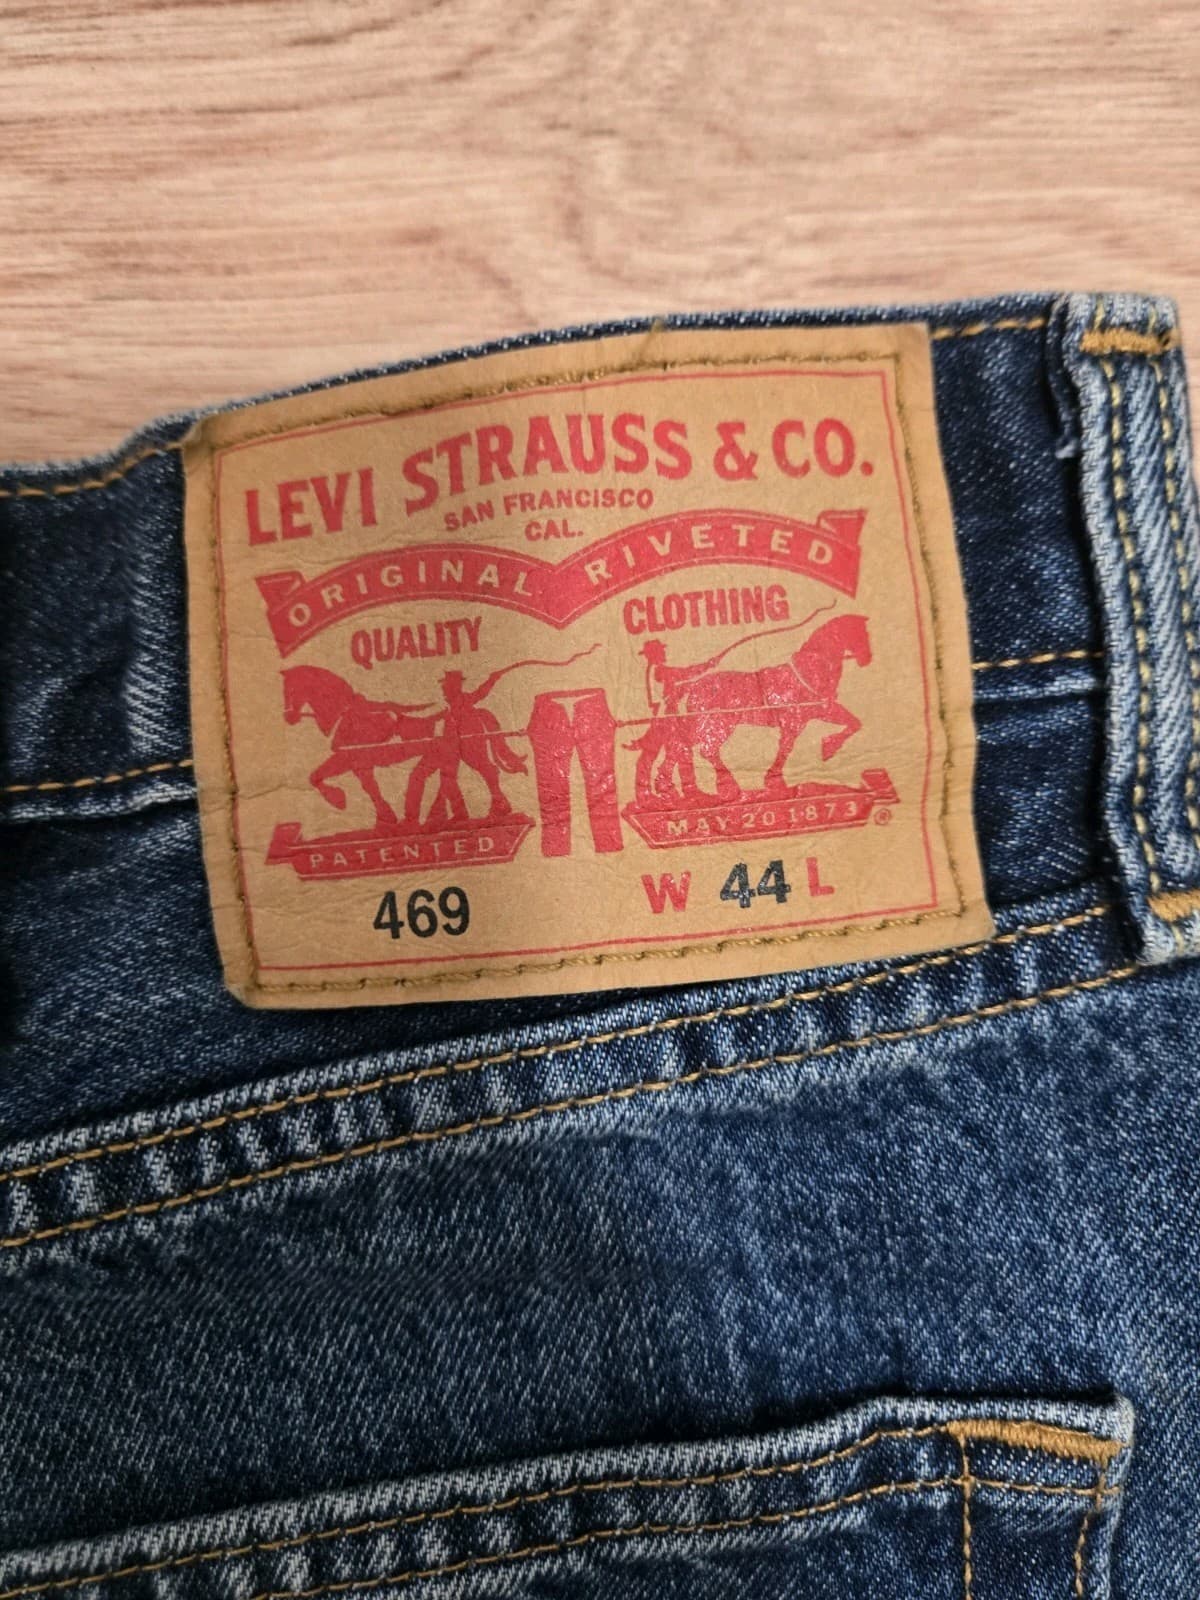 LEVI STRAUSS & CO.
SAN FRANCISCO
CAL.
ORIGINAL RIVETED
QUALITY CLOTHING
PATENTED MAY 20 1873 ®
469 W 44 L